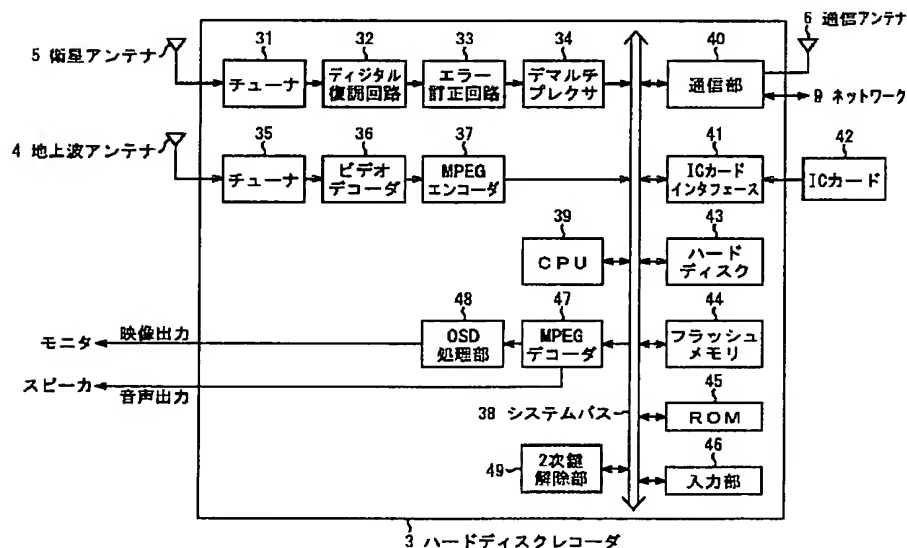 5 衛星アンテナ
31
チューナ
32
ディジタル
復調回路
33
エラー
訂正回路
34
デマルチ
プレクサ
40
通信部
6 通信アンテナ
9 ネットワーク
4 地上波アンテナ
35
チューナ
36
ビデオ
デコーダ
37
MPEG
エンコーダ
41
ICカード
インタフェース
42
ICカード
39
CPU
43
ハード
ディスク
モニタ
映像出力
48
OSD
処理部
47
MPEG
デコーダ
44
フラッシュ
メモリ
スピーカ
音声出力
38 システムバス
45
ROM
49
2次鍵
解除部
46
入力部
3 ハードディスクレコーダ